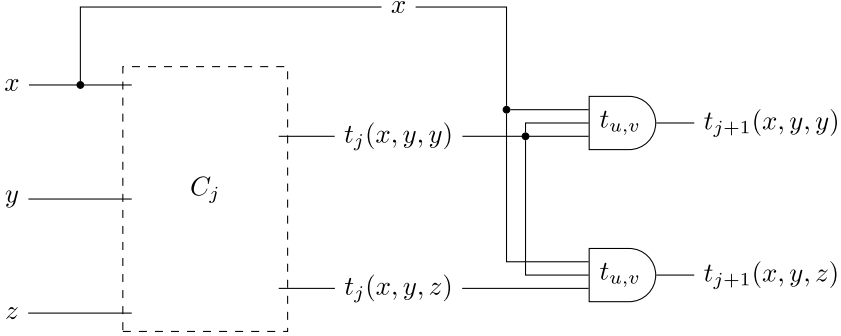 x
x
y
z
C_j
t_j(x, y, y)
t_j(x, y, z)
t_{u,v}
t_{u,v}
t_{j+1}(x, y, y)
t_{j+1}(x, y, z)